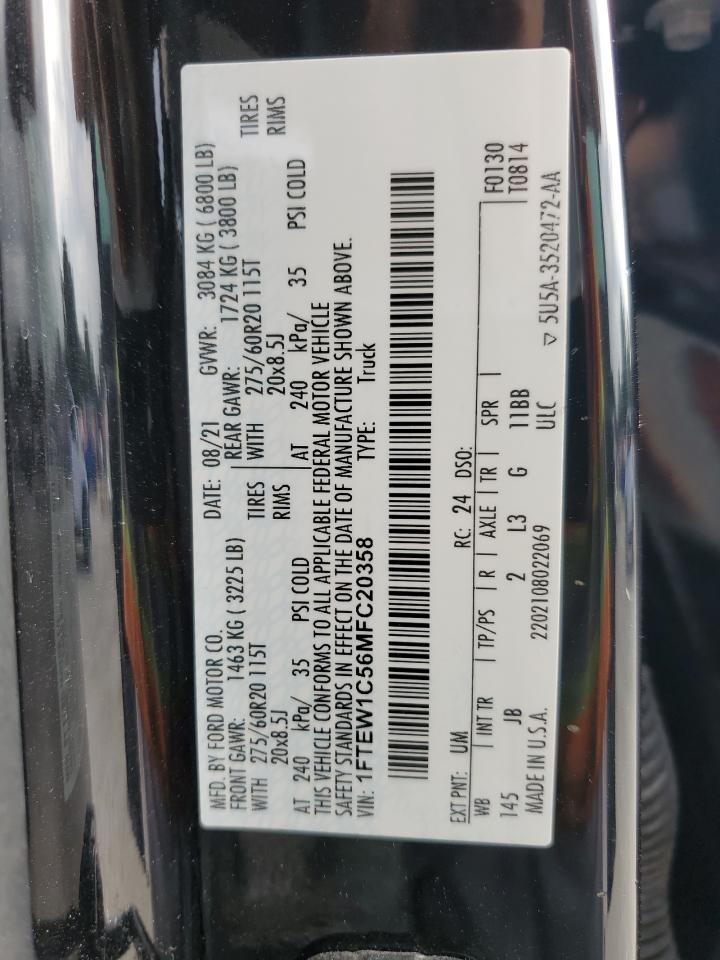 MFD. BY FORD MOTOR CO. DATE: 08/21 GVWR: 3084 KG ( 6800 LB)
FRONT GAWR: 1463 KG ( 3225 LB) REAR GAWR: 1724 KG ( 3800 LB)
WITH 275/60R20 115T TIRES WITH 275/60R20 115T TIRES
20x8.5J RIMS 20x8.5J RIMS
AT 240 kPa/ 35 PSI COLD AT 240 kPa/ 35 PSI COLD
THIS VEHICLE CONFORMS TO ALL APPLICABLE FEDERAL MOTOR VEHICLE
SAFETY STANDARDS IN EFFECT ON THE DATE OF MANUFACTURE SHOWN ABOVE.
VIN: 1FTEW1C56MFC20358 TYPE: Truck
EXT PNT: UM RC: 24 DSO: F0130
WB INT TR TP/PS R AXLE TR SPR T0814
145 JB 2 L3 G 11BB
MADE IN U.S.A. 2202108022069 ULC ▽ 5U5A-3520472-AA